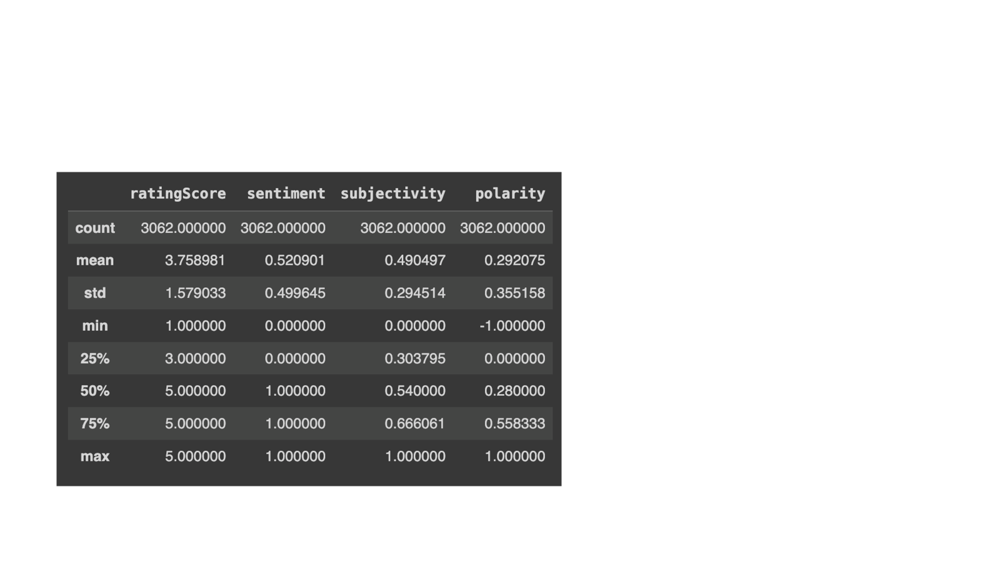 ratingScore sentiment subjectivity polarity
count 3062.000000 3062.000000 3062.000000 3062.000000
mean 3.758981 0.520901 0.490497 0.292075
std 1.579033 0.499645 0.294514 0.355158
min 1.000000 0.000000 0.000000 -1.000000
25% 3.000000 0.000000 0.303795 0.000000
50% 5.000000 1.000000 0.540000 0.280000
75% 5.000000 1.000000 0.666061 0.558333
max 5.000000 1.000000 1.000000 1.000000